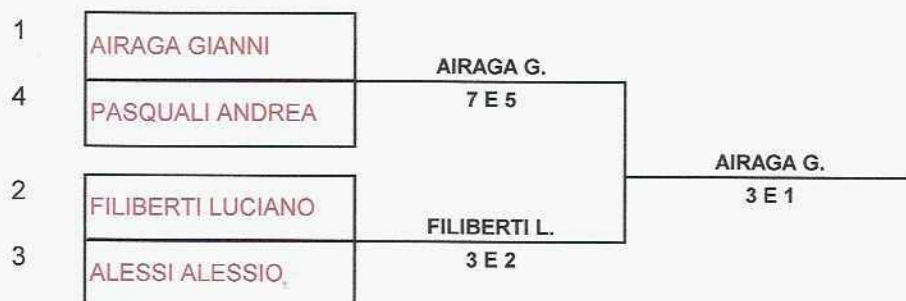 1
AIRAGA GIANNI
AIRAGA G.
4
7 E 5
PASQUALI ANDREA
AIRAGA G.
2
3 E 1
FILIBERTI LUCIANO
FILIBERTI L.
3
3 E 2
ALESSI ALESSIO